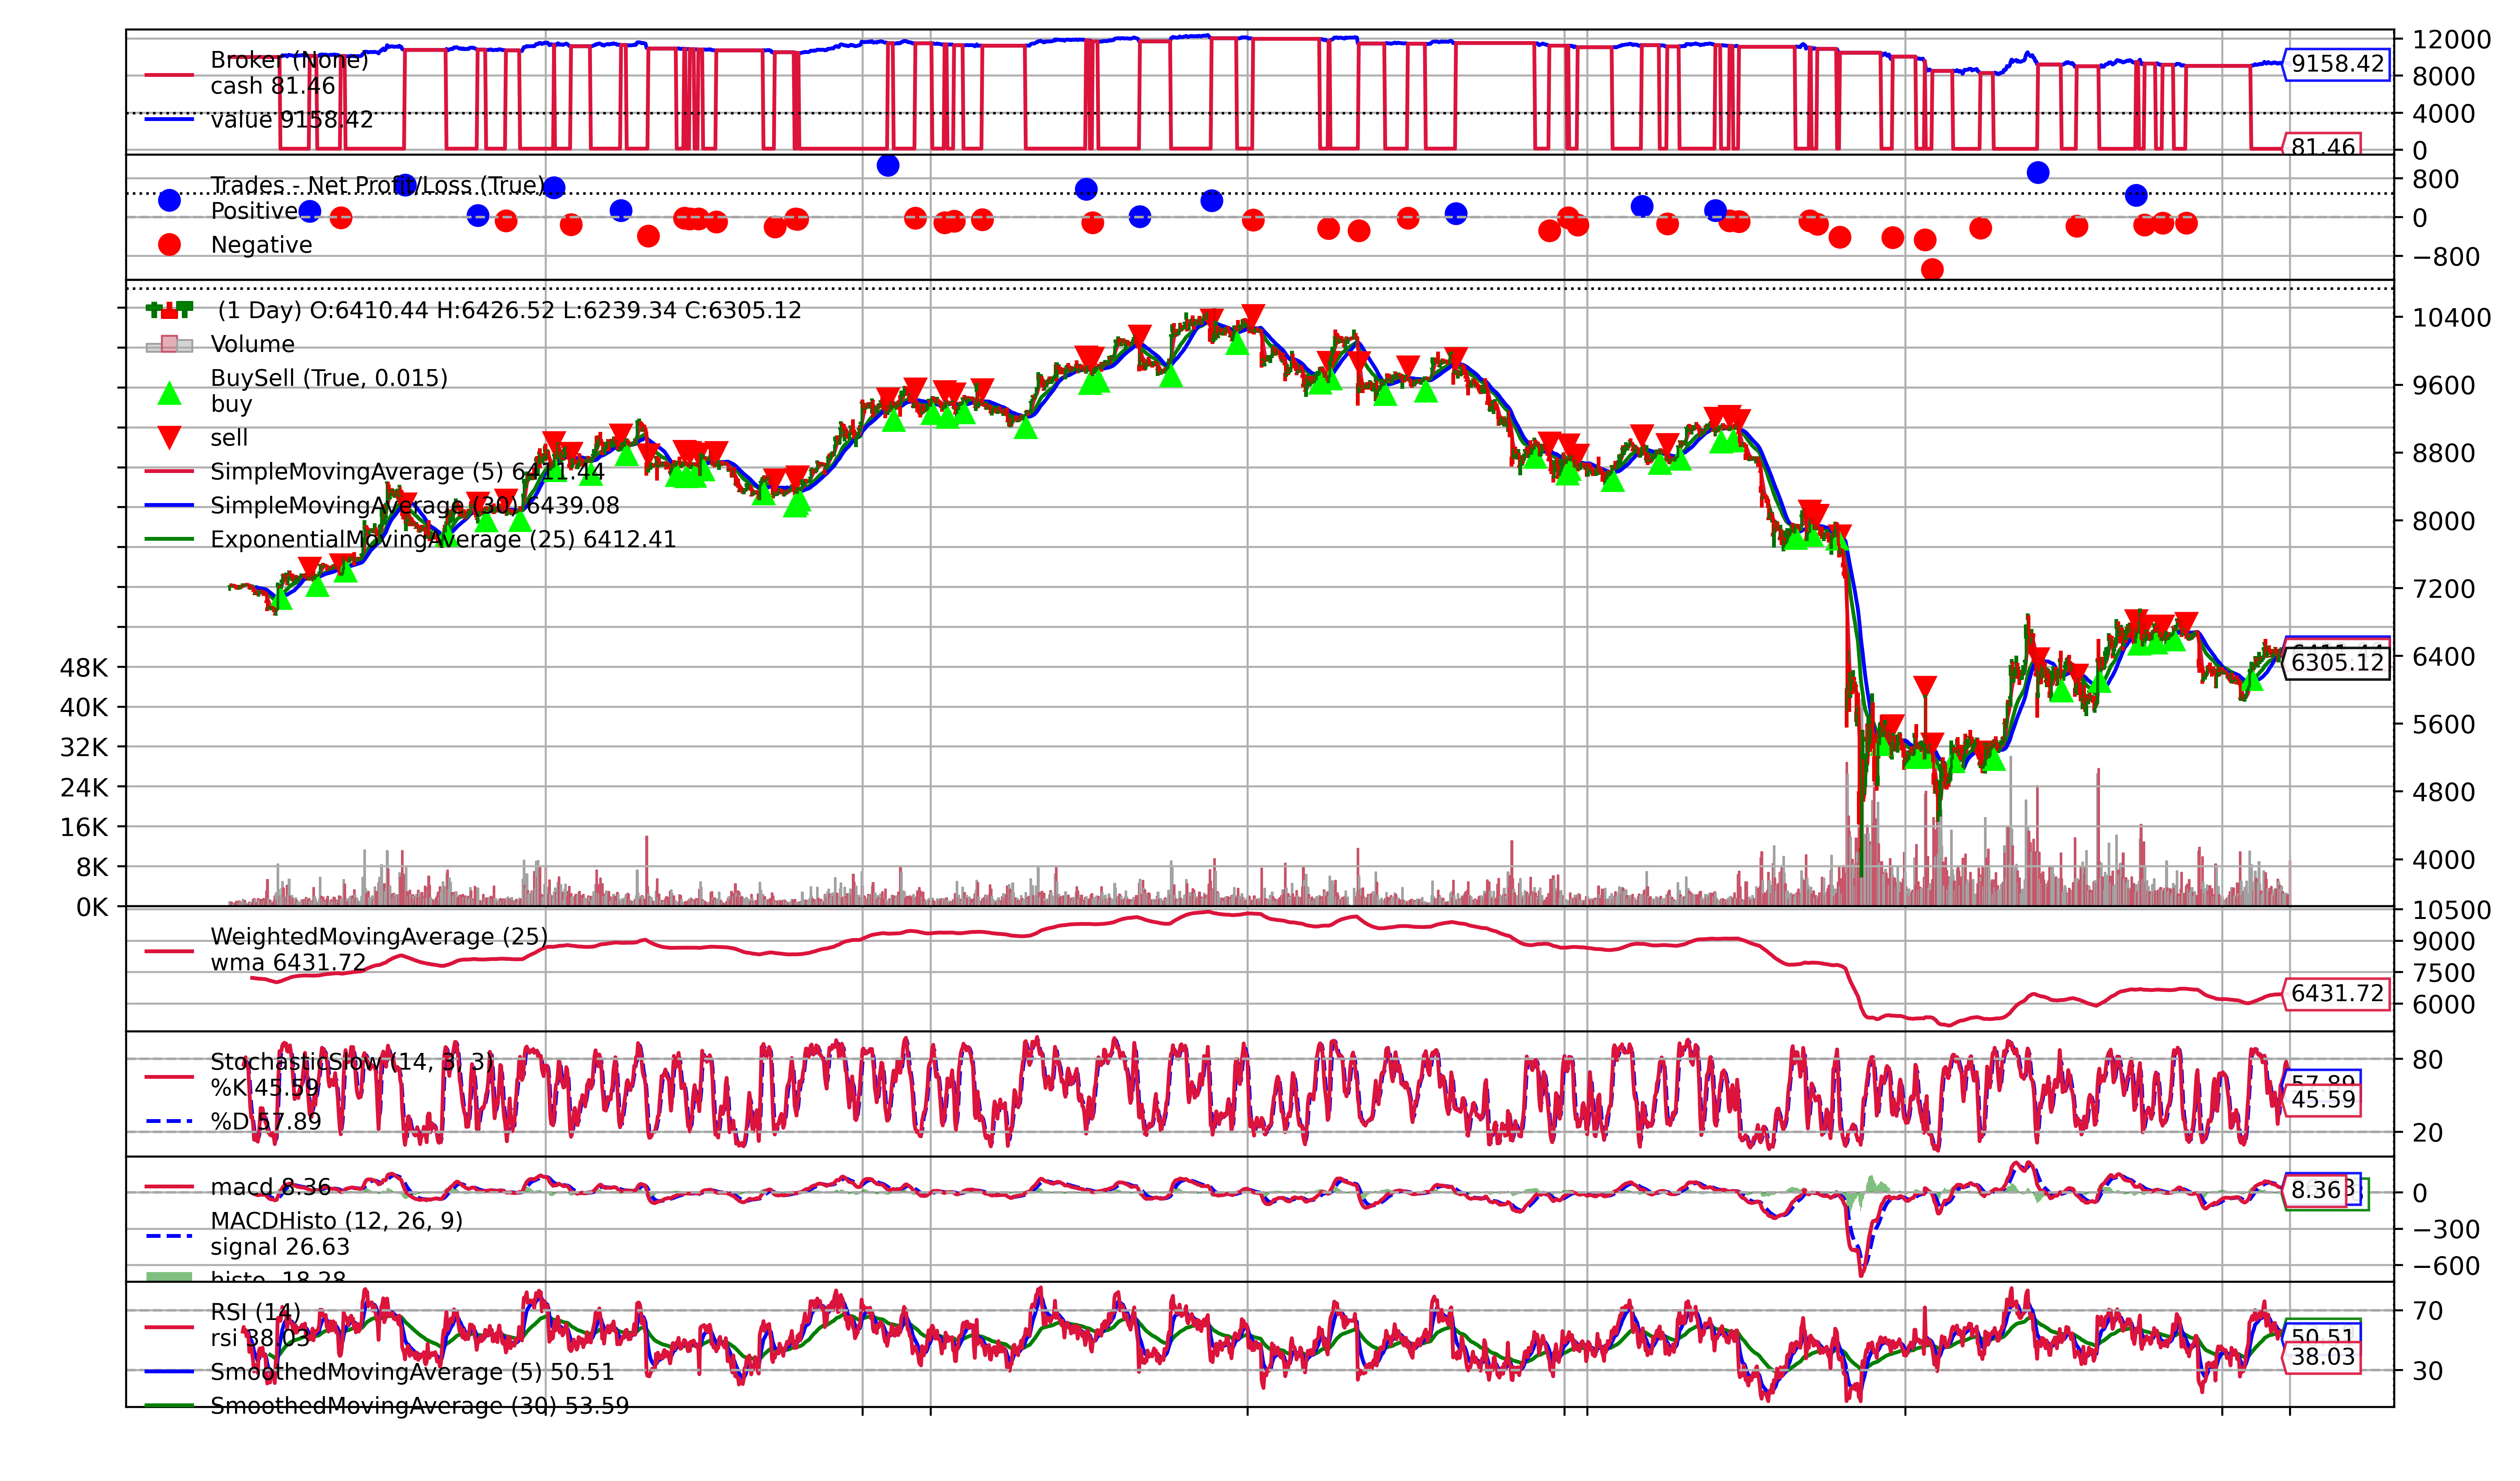 Broker (None)
cash 81.46
value 9158.42
12000
8000
4000
0
9158.42
81.46
Trades - Net Profit/Loss (True)
Positive
Negative
800
0
−800
(1 Day) O:6410.44 H:6426.52 L:6239.34 C:6305.12
Volume
BuySell (True, 0.015)
buy
sell
SimpleMovingAverage (5) 6411.44
SimpleMovingAverage (30) 6439.08
ExponentialMovingAverage (25) 6412.41
10400
9600
8800
8000
7200
6400
5600
4800
4000
6305.12
48K
40K
32K
24K
16K
8K
0K
WeightedMovingAverage (25)
wma 6431.72
10500
9000
7500
6000
6431.72
StochasticSlow (14, 3, 3)
%K 45.59
%D 57.89
80
20
57.89
45.59
macd 8.36
MACDHisto (12, 26, 9)
signal 26.63
histo -18.28
0
−300
−600
8.36
RSI (14)
rsi 38.03
SmoothedMovingAverage (5) 50.51
SmoothedMovingAverage (30) 53.59
70
30
50.51
38.03